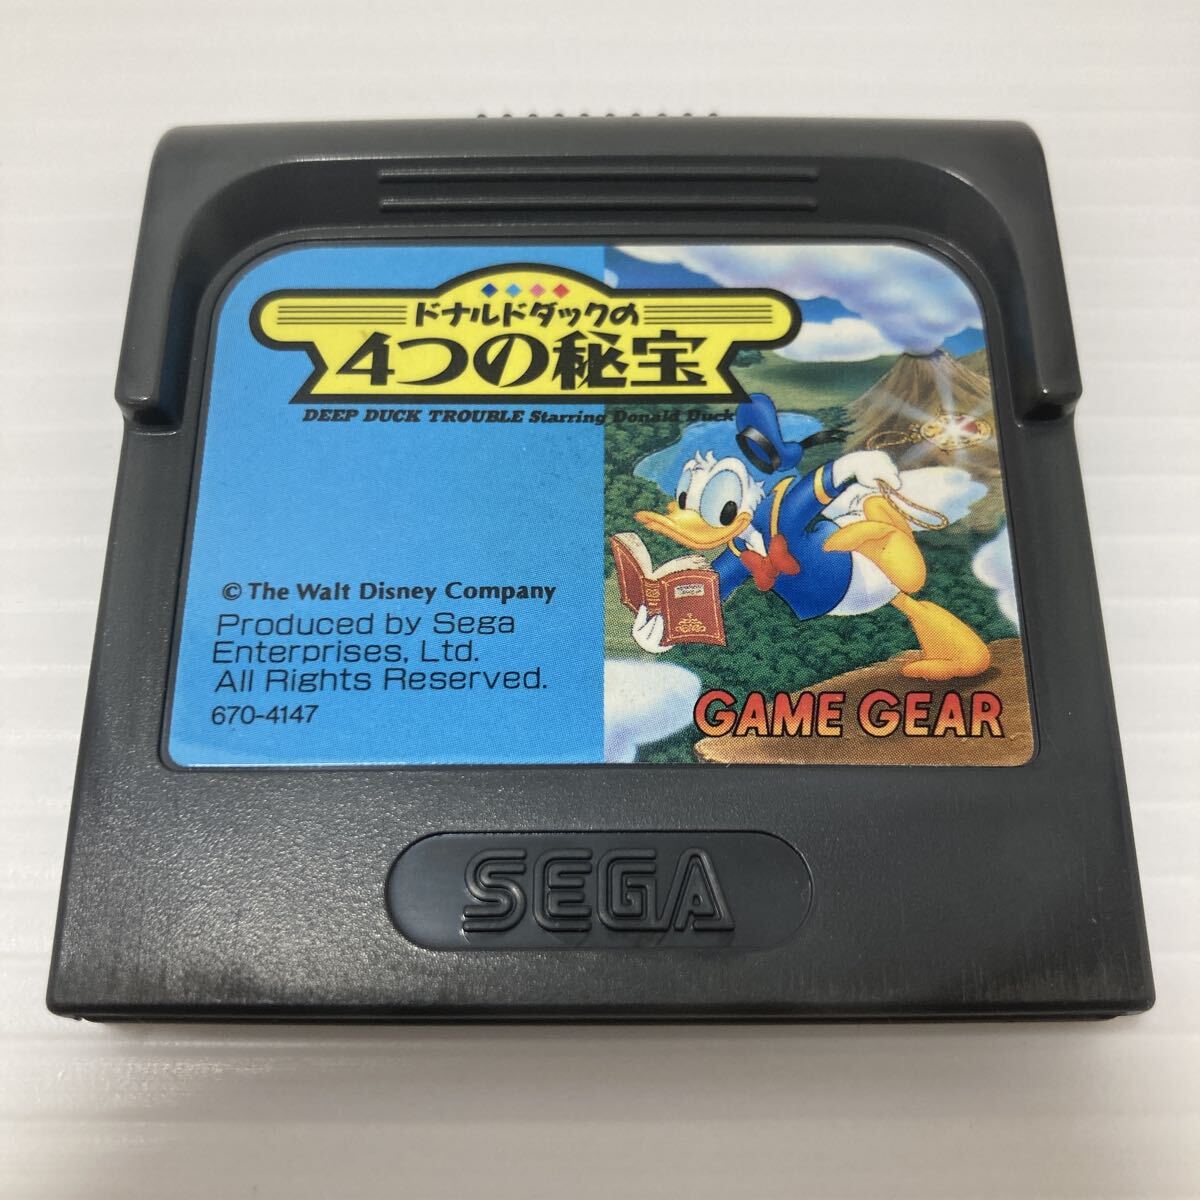 ドナルドダックの
4つの秘宝
DEEP DUCK TROUBLE Starring Donald Duck
© The Walt Disney Company
Produced by Sega
Enterprises, Ltd.
All Rights Reserved.
670-4147
GAME GEAR
SEGA